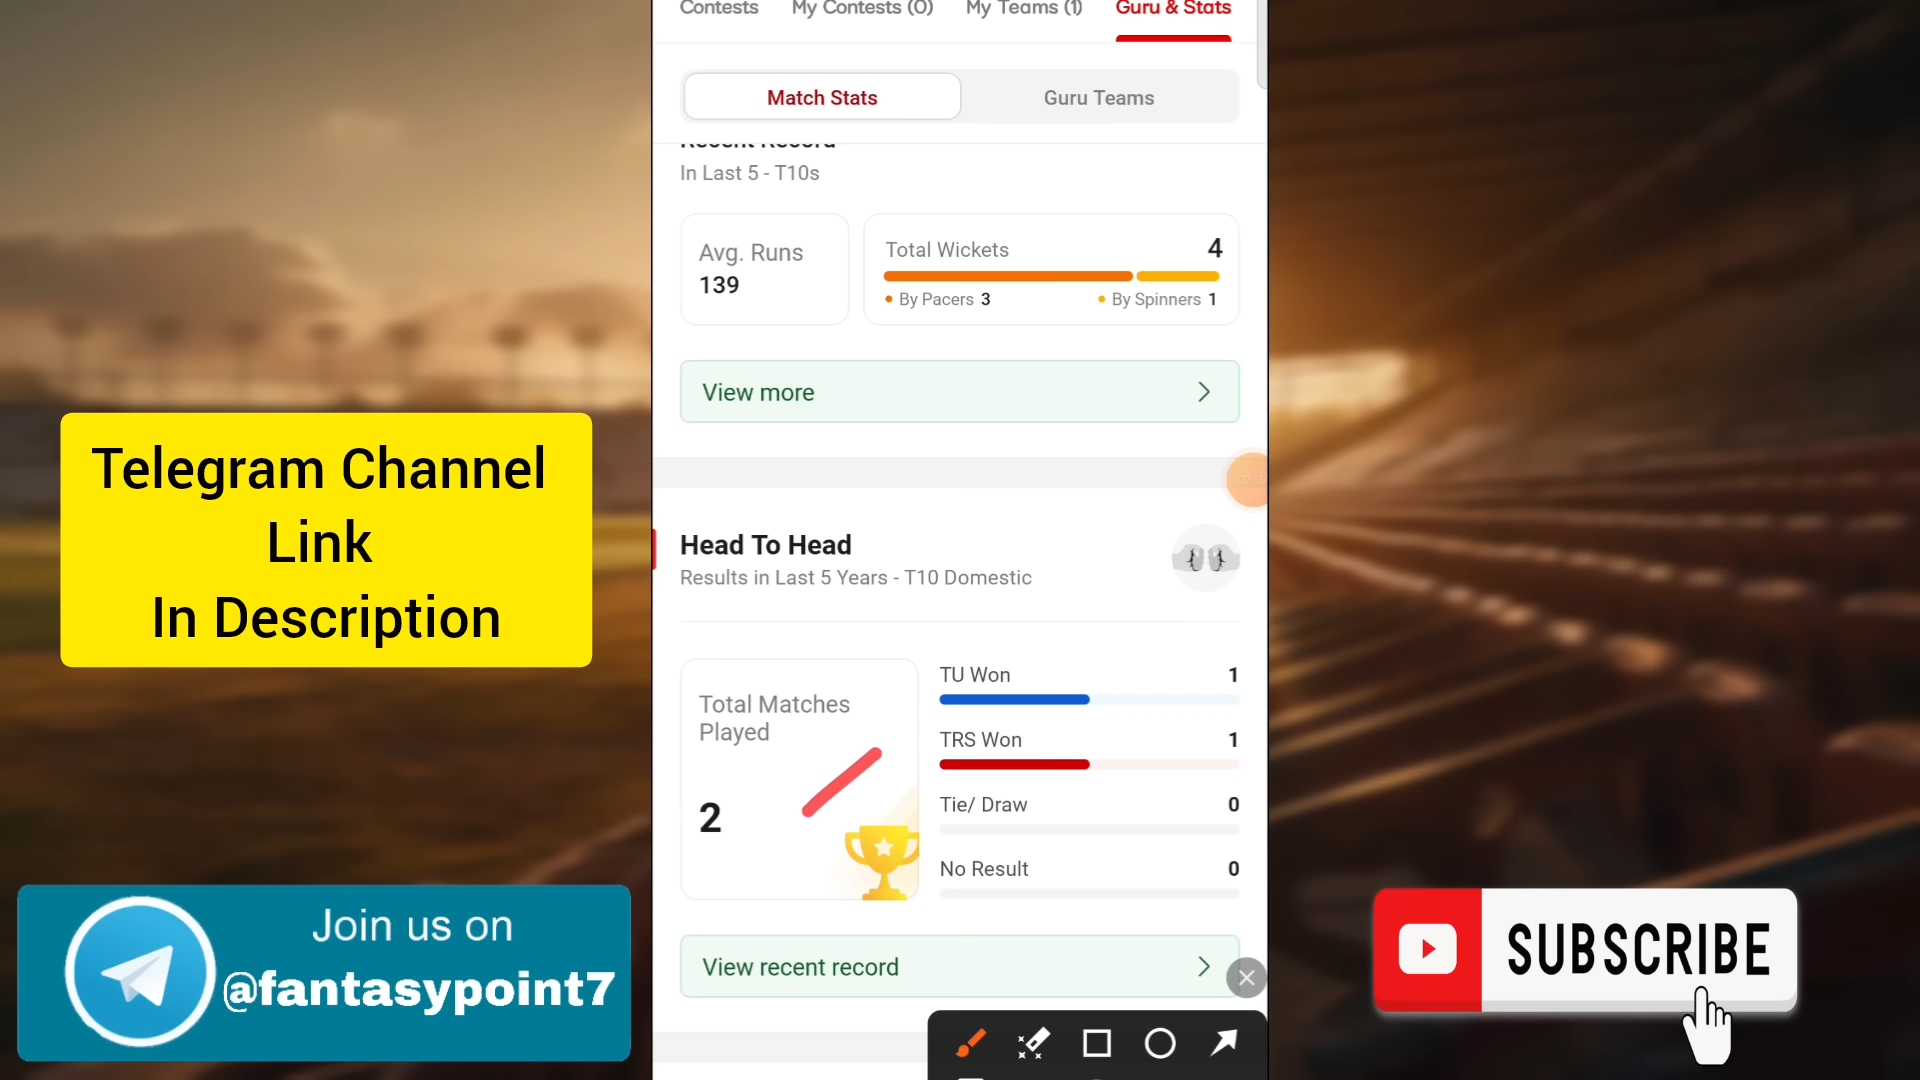 Contests
My Contests (0)
My Teams (1)
Guru & Stats
Match Stats
Guru Teams
Recent Record
In Last 5 - T10s
Avg. Runs
139
Total Wickets
4
By Pacers 3
By Spinners 1
View more
Head To Head
Results in Last 5 Years - T10 Domestic
Total Matches
Played
2
TU Won
1
TRS Won
1
Tie/ Draw
0
No Result
0
View recent record
Telegram Channel
Link
In Description
Join us on
@fantasypoint7
SUBSCRIBE